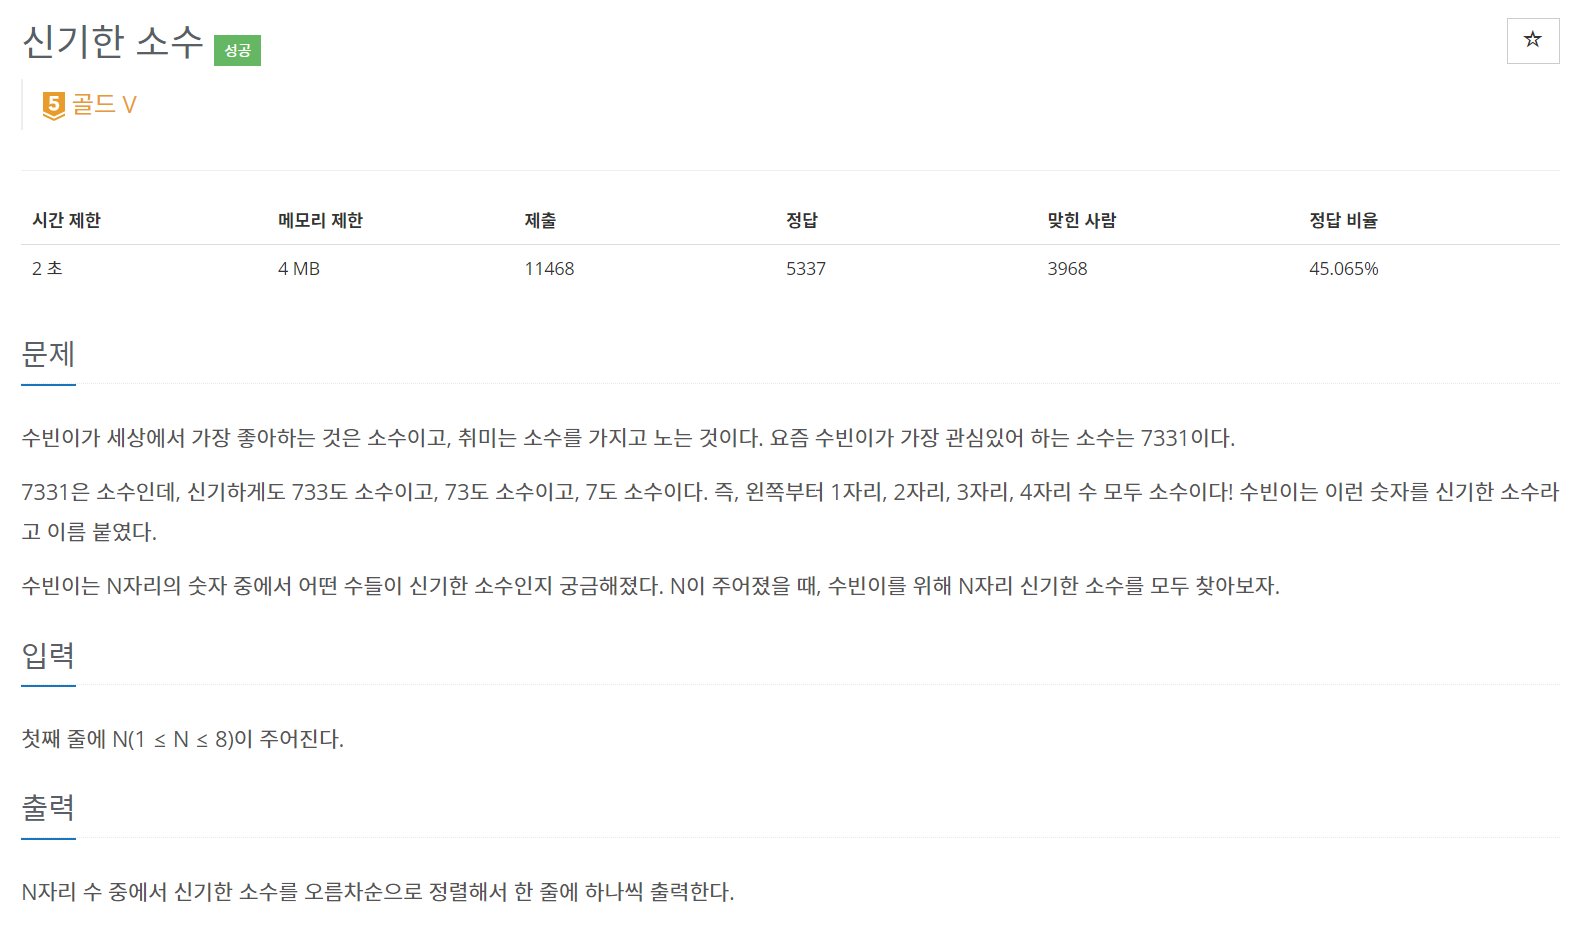 신기한 소수 성공
☆
5 골드 V
시간 제한 메모리 제한 제출 정답 맞힌 사람 정답 비율
2 초 4 MB 11468 5337 3968 45.065%
문제
수빈이가 세상에서 가장 좋아하는 것은 소수이고, 취미는 소수를 가지고 노는 것이다. 요즘 수빈이가 가장 관심있어 하는 소수는 7331이다.
7331은 소수인데, 신기하게도 733도 소수이고, 73도 소수이고, 7도 소수이다. 즉, 왼쪽부터 1자리, 2자리, 3자리, 4자리 수 모두 소수이다! 수빈이는 이런 숫자를 신기한 소수라
고 이름 붙였다.
수빈이는 N자리의 숫자 중에서 어떤 수들이 신기한 소수인지 궁금해졌다. N이 주어졌을 때, 수빈이를 위해 N자리 신기한 소수를 모두 찾아보자.
입력
첫째 줄에 N(1 ≤ N ≤ 8)이 주어진다.
출력
N자리 수 중에서 신기한 소수를 오름차순으로 정렬해서 한 줄에 하나씩 출력한다.